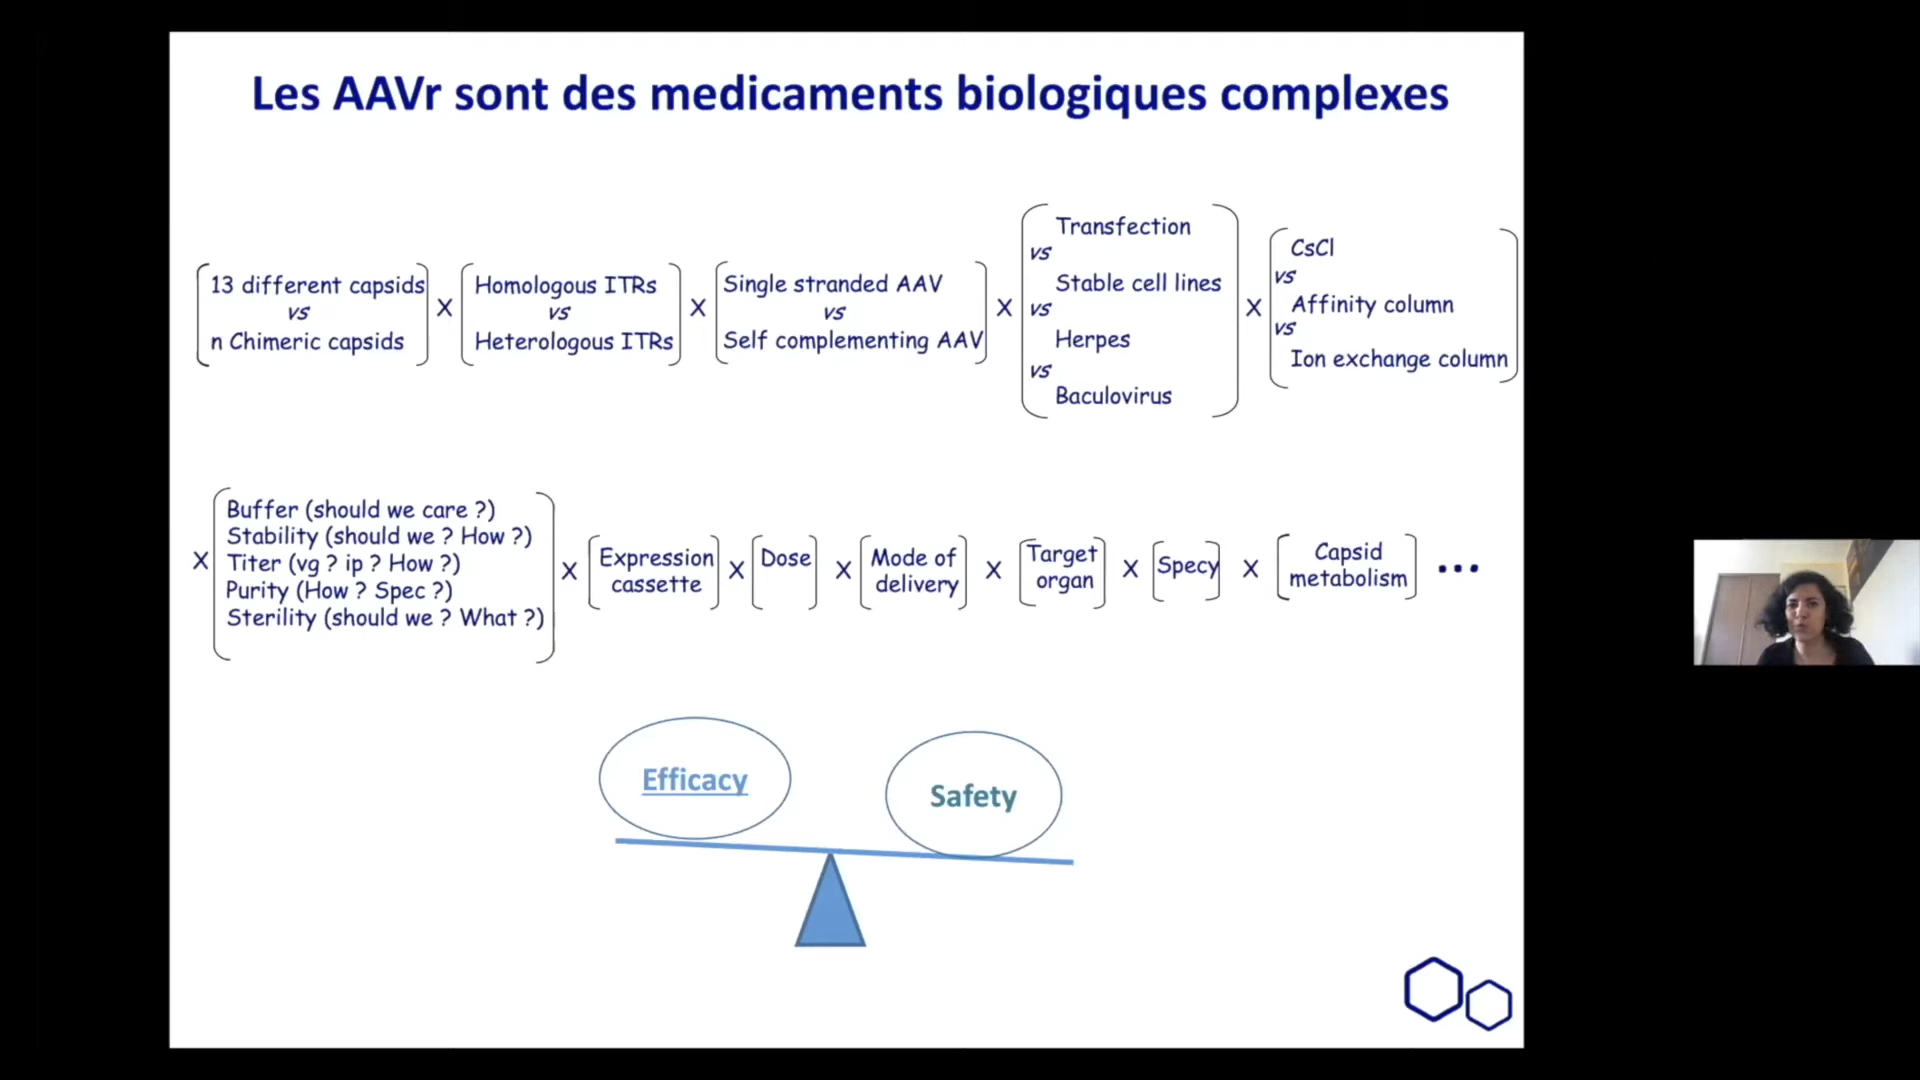 Les AAVr sont des medicaments biologiques complexes
13 different capsids
vs
n Chimeric capsids
X
Homologous ITRs
vs
Heterologous ITRs
X
Single stranded AAV
vs
Self complementing AAV
X
Transfection
vs
Stable cell lines
vs
Herpes
vs
Baculovirus
X
CsCl
vs
Affinity column
vs
Ion exchange column
X
Buffer (should we care ?)
Stability (should we ? How ?)
Titer (vg ? ip ? How ?)
Purity (How ? Spec ?)
Sterility (should we ? What ?)
X
Expression
cassette
X
Dose
X
Mode of
delivery
X
Target
organ
X
Specy
X
Capsid
metabolism
...
Efficacy
Safety